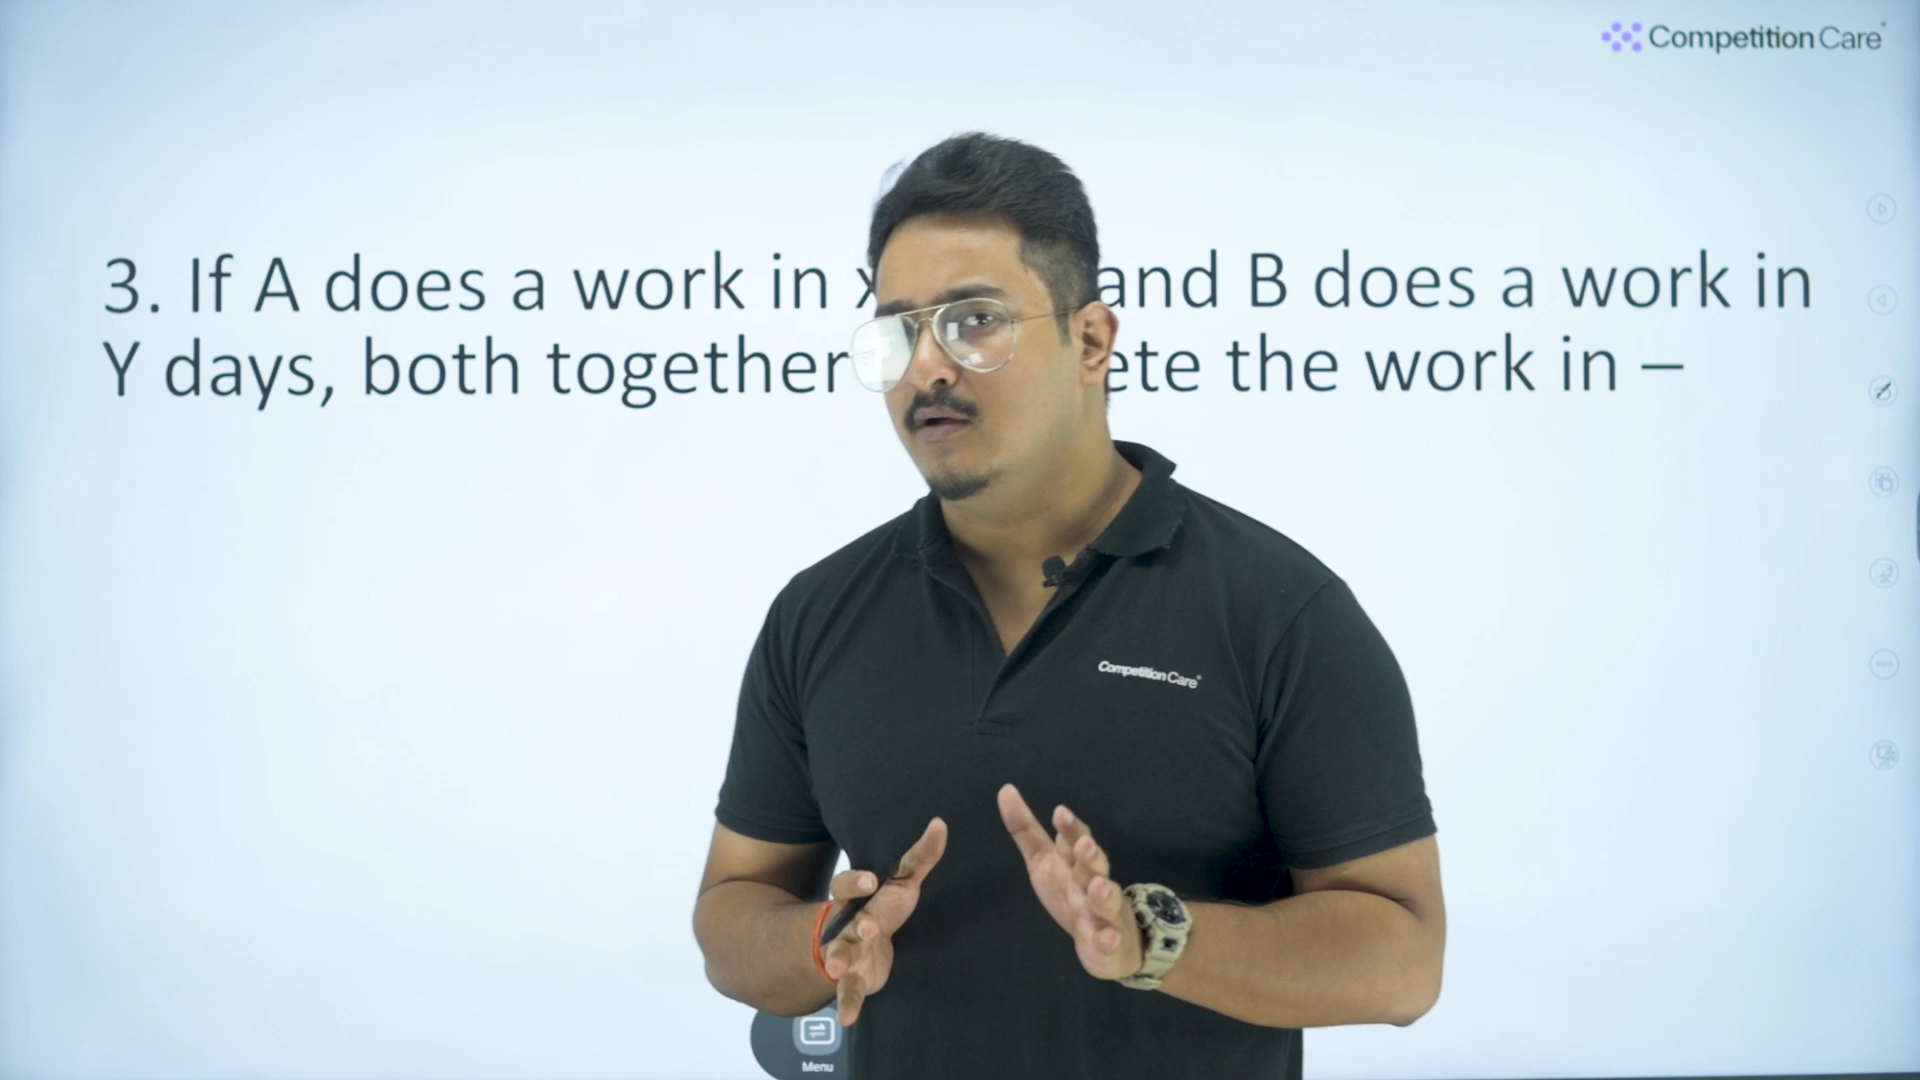 Competition Care
3. If A does a work in x and B does a work in
Y days, both together the work in –
Competition Care
Menu